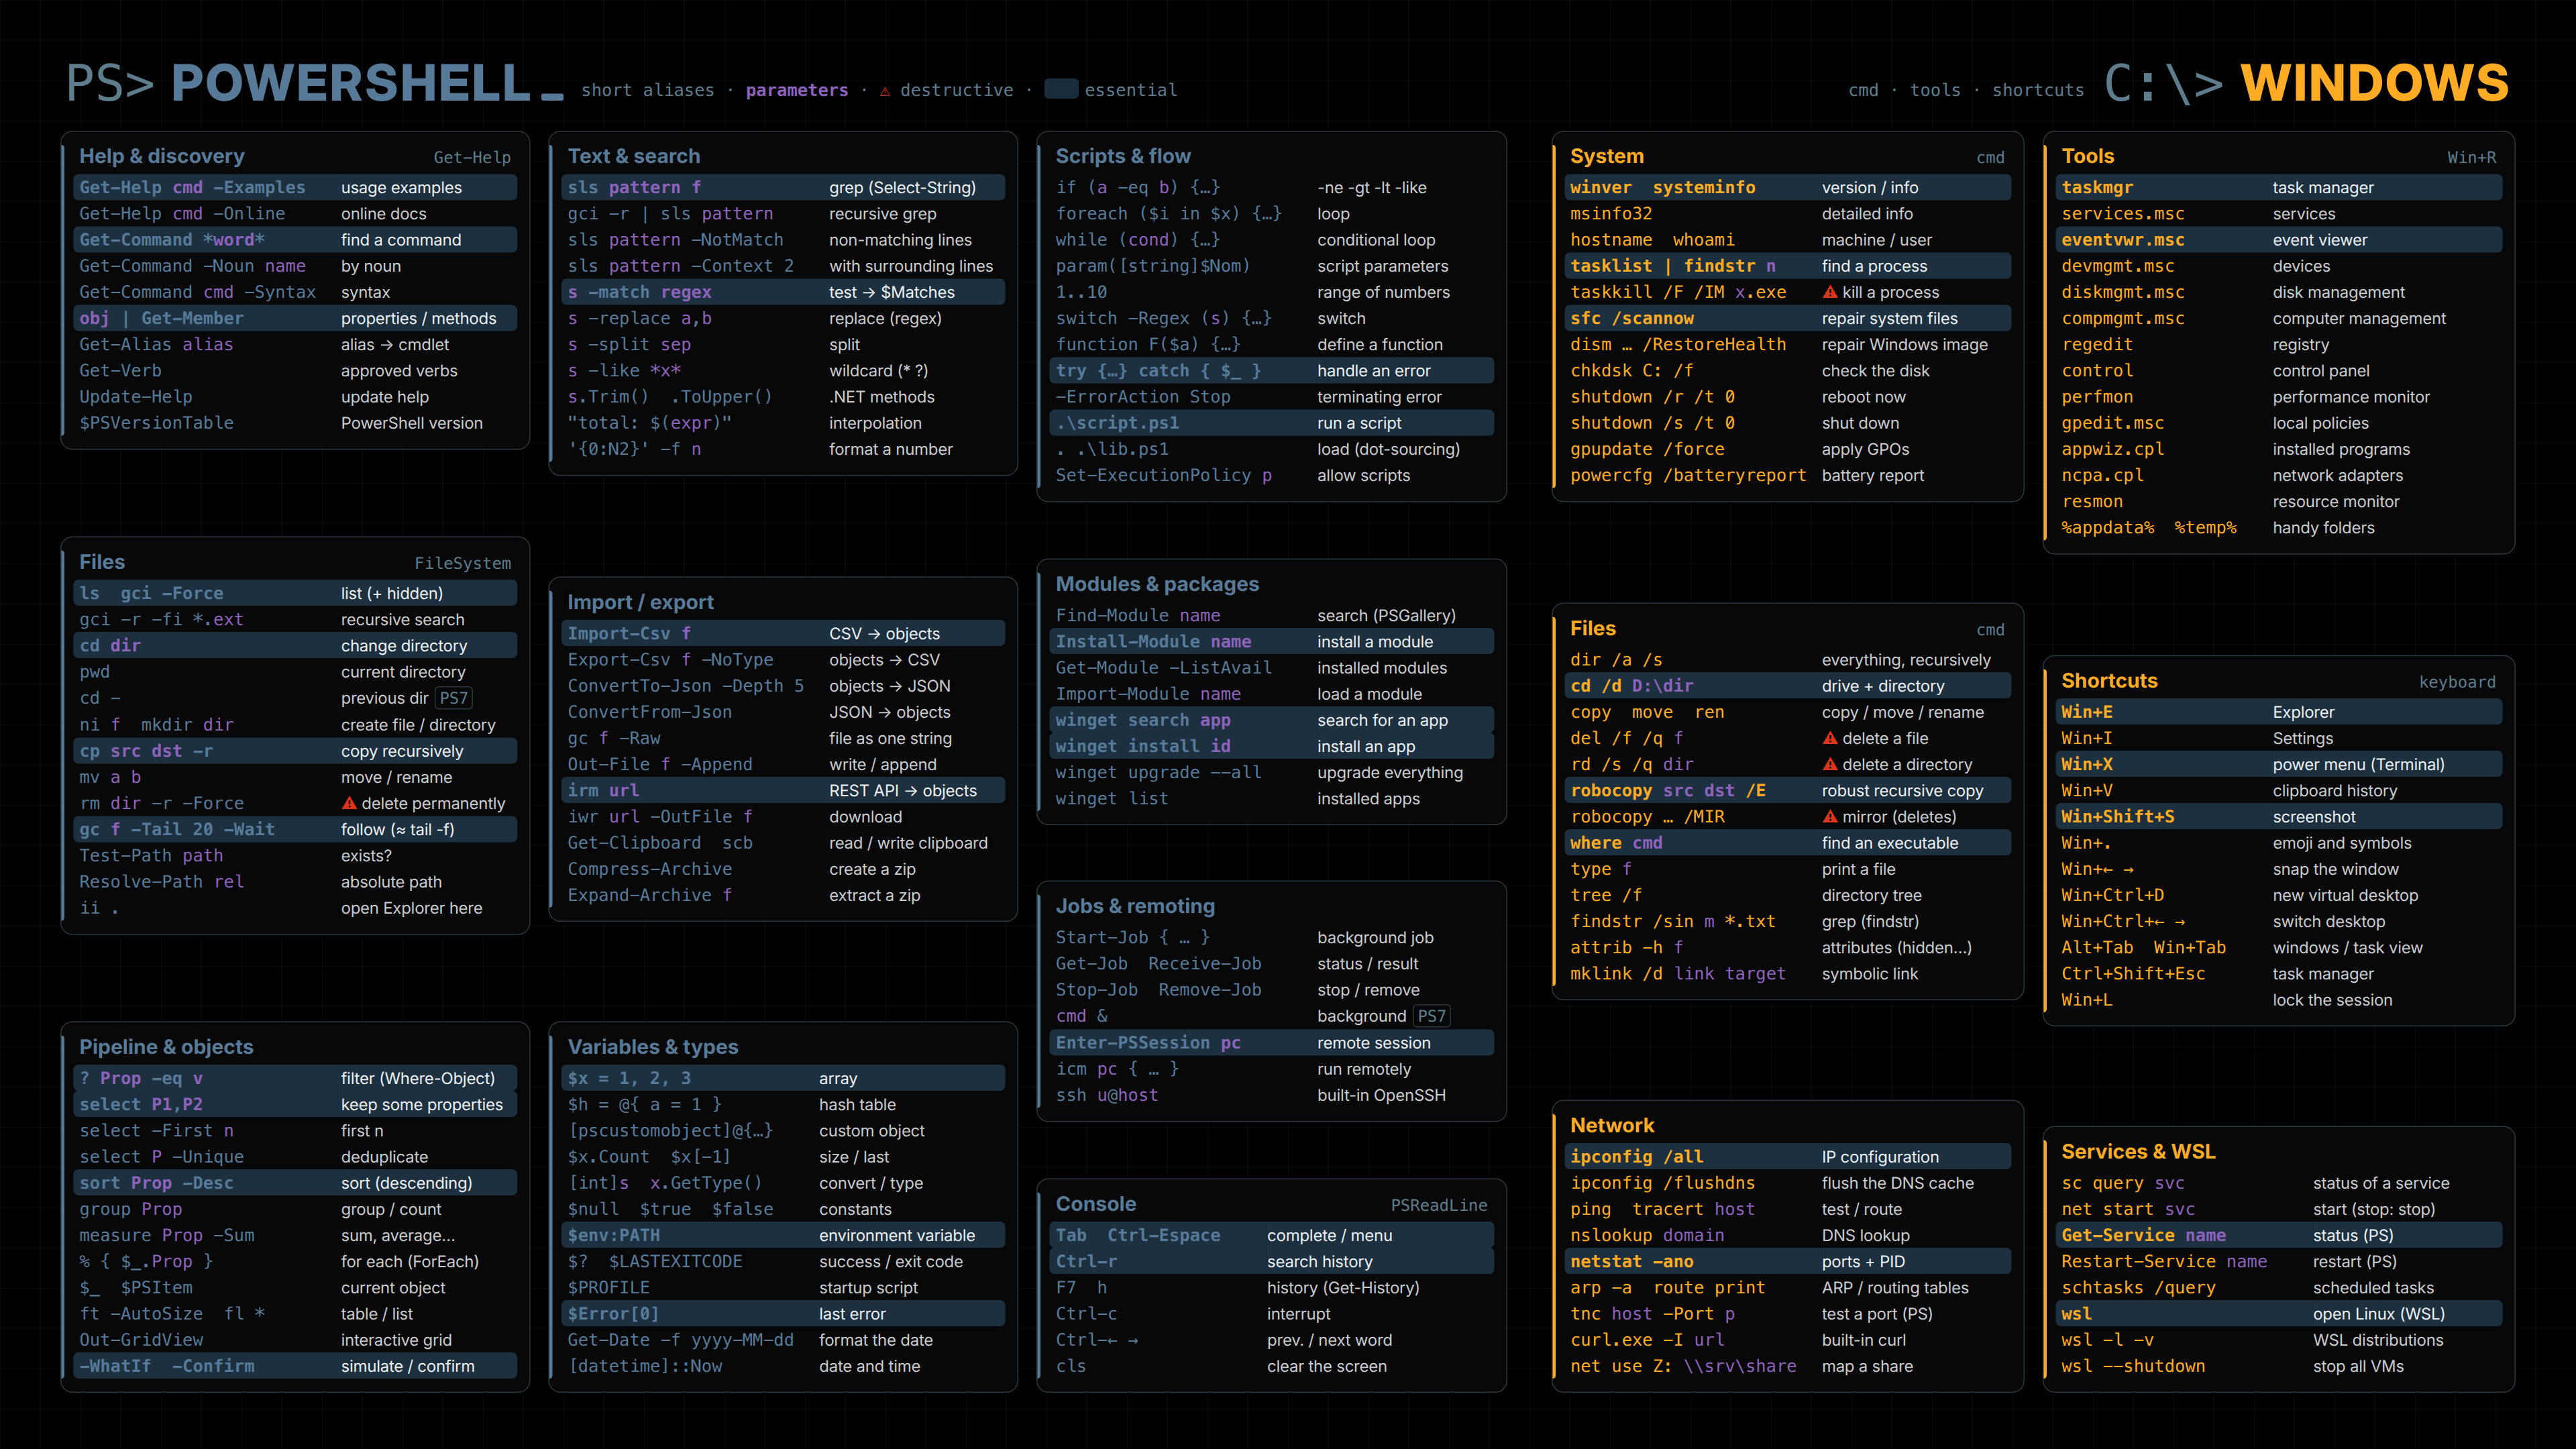 PS> POWERSHELL_ short aliases · parameters · ⚠ destructive · essential
cmd · tools · shortcuts C:\> WINDOWS
Help & discovery Get-Help
Get-Help cmd -Examples usage examples
Get-Help cmd -Online online docs
Get-Command *word* find a command
Get-Command -Noun name by noun
Get-Command cmd -Syntax syntax
obj | Get-Member properties / methods
Get-Alias alias alias → cmdlet
Get-Verb approved verbs
Update-Help update help
$PSVersionTable PowerShell version
Files FileSystem
ls gci -Force list (+ hidden)
gci -r -fi *.ext recursive search
cd dir change directory
pwd current directory
cd - previous dir PS7
ni f mkdir dir create file / directory
cp src dst -r copy recursively
mv a b move / rename
rm dir -r -Force ⚠ delete permanently
gc f -Tail 20 -Wait follow (≈ tail -f)
Test-Path path exists?
Resolve-Path rel absolute path
ii . open Explorer here
Pipeline & objects
? Prop -eq v filter (Where-Object)
select P1,P2 keep some properties
select -First n first n
select P -Unique deduplicate
sort Prop -Desc sort (descending)
group Prop group / count
measure Prop -Sum sum, average…
% { $_.Prop } for each (ForEach)
$_ $PSItem current object
ft -AutoSize fl * table / list
Out-GridView interactive grid
-WhatIf -Confirm simulate / confirm
Text & search
sls pattern f grep (Select-String)
gci -r | sls pattern recursive grep
sls pattern -NotMatch non-matching lines
sls pattern -Context 2 with surrounding lines
s -match regex test → $Matches
s -replace a,b replace (regex)
s -split sep split
s -like *x* wildcard (* ?)
s.Trim() .ToUpper() .NET methods
"total: $(expr)" interpolation
'{0:N2}' -f n format a number
Import / export
Import-Csv f CSV → objects
Export-Csv f -NoType objects → CSV
ConvertTo-Json -Depth 5 objects → JSON
ConvertFrom-Json JSON → objects
gc f -Raw file as one string
Out-File f -Append write / append
irm url REST API → objects
iwr url -OutFile f download
Get-Clipboard scb read / write clipboard
Compress-Archive create a zip
Expand-Archive f extract a zip
Variables & types
$x = 1, 2, 3 array
$h = @{ a = 1 } hash table
[pscustomobject]@{…} custom object
$x.Count $x[-1] size / last
[int]s x.GetType() convert / type
$null $true $false constants
$env:PATH environment variable
$? $LASTEXITCODE success / exit code
$PROFILE startup script
$Error[0] last error
Get-Date -f yyyy-MM-dd format the date
[datetime]::Now date and time
Scripts & flow
if (a -eq b) {…} -ne -gt -lt -like
foreach ($i in $x) {…} loop
while (cond) {…} conditional loop
param([string]$Nom) script parameters
1..10 range of numbers
switch -Regex (s) {…} switch
function F($a) {…} define a function
try {…} catch { $_ } handle an error
-ErrorAction Stop terminating error
.\script.ps1 run a script
. .\lib.ps1 load (dot-sourcing)
Set-ExecutionPolicy p allow scripts
Modules & packages
Find-Module name search (PSGallery)
Install-Module name install a module
Get-Module -ListAvail installed modules
Import-Module name load a module
winget search app search for an app
winget install id install an app
winget upgrade --all upgrade everything
winget list installed apps
Jobs & remoting
Start-Job { … } background job
Get-Job Receive-Job status / result
Stop-Job Remove-Job stop / remove
cmd & background PS7
Enter-PSSession pc remote session
icm pc { … } run remotely
ssh u@host built-in OpenSSH
Console PSReadLine
Tab Ctrl-Espace complete / menu
Ctrl-r search history
F7 h history (Get-History)
Ctrl-c interrupt
Ctrl-← → prev. / next word
cls clear the screen
System cmd
winver systeminfo version / info
msinfo32 detailed info
hostname whoami machine / user
tasklist | findstr n find a process
taskkill /F /IM x.exe ⚠ kill a process
sfc /scannow repair system files
dism … /RestoreHealth repair Windows image
chkdsk C: /f check the disk
shutdown /r /t 0 reboot now
shutdown /s /t 0 shut down
gpupdate /force apply GPOs
powercfg /batteryreport battery report
Files cmd
dir /a /s everything, recursively
cd /d D:\dir drive + directory
copy move ren copy / move / rename
del /f /q f ⚠ delete a file
rd /s /q dir ⚠ delete a directory
robocopy src dst /E robust recursive copy
robocopy … /MIR ⚠ mirror (deletes)
where cmd find an executable
type f print a file
tree /f directory tree
findstr /sin m *.txt grep (findstr)
attrib -h f attributes (hidden…)
mklink /d link target symbolic link
Network
ipconfig /all IP configuration
ipconfig /flushdns flush the DNS cache
ping tracert host test / route
nslookup domain DNS lookup
netstat -ano ports + PID
arp -a route print ARP / routing tables
tnc host -Port p test a port (PS)
curl.exe -I url built-in curl
net use Z: \\srv\share map a share
Tools Win+R
taskmgr task manager
services.msc services
eventvwr.msc event viewer
devmgmt.msc devices
diskmgmt.msc disk management
compmgmt.msc computer management
regedit registry
control control panel
perfmon performance monitor
gpedit.msc local policies
appwiz.cpl installed programs
ncpa.cpl network adapters
resmon resource monitor
%appdata% %temp% handy folders
Shortcuts keyboard
Win+E Explorer
Win+I Settings
Win+X power menu (Terminal)
Win+V clipboard history
Win+Shift+S screenshot
Win+. emoji and symbols
Win+← → snap the window
Win+Ctrl+D new virtual desktop
Win+Ctrl+← → switch desktop
Alt+Tab Win+Tab windows / task view
Ctrl+Shift+Esc task manager
Win+L lock the session
Services & WSL
sc query svc status of a service
net start svc start (stop: stop)
Get-Service name status (PS)
Restart-Service name restart (PS)
schtasks /query scheduled tasks
wsl open Linux (WSL)
wsl -l -v WSL distributions
wsl --shutdown stop all VMs